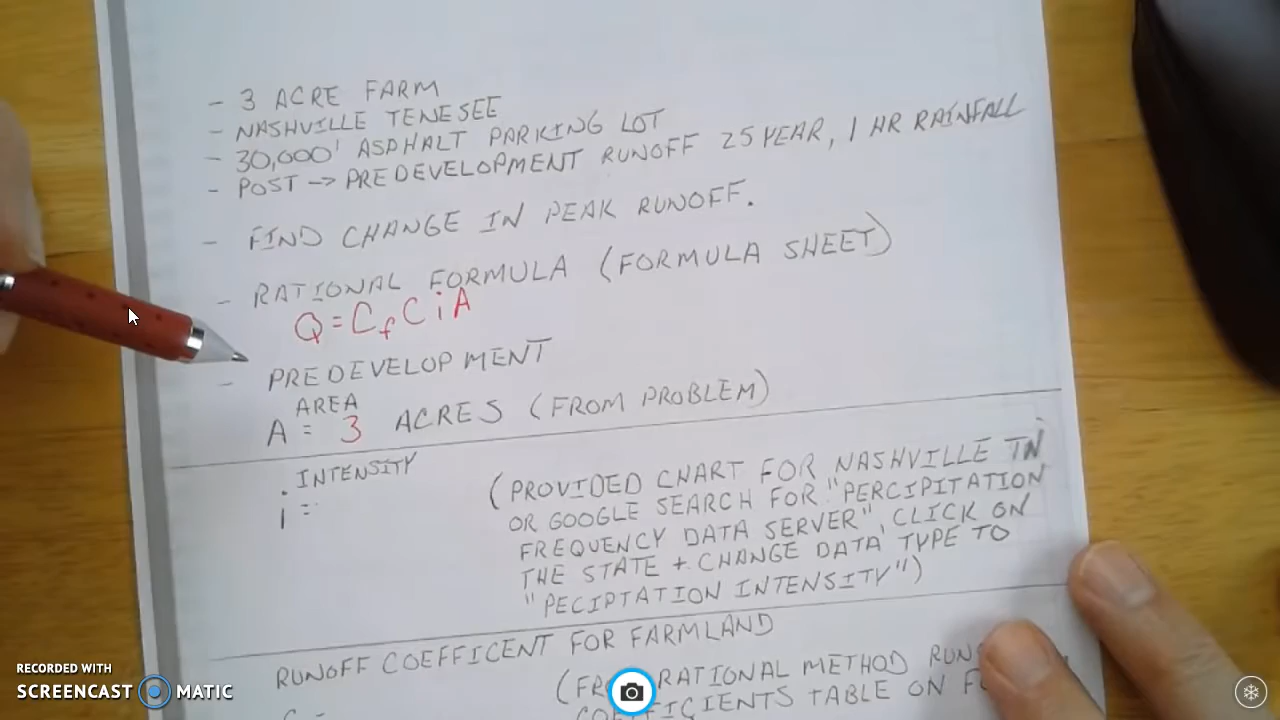 - 3 ACRE FARM
- NASHVILLE TENESEE
- 30,000' ASPHALT PARKING LOT
- POST -> PREDEVELOPMENT RUNOFF 25 YEAR, 1 HR RAINFALL
- FIND CHANGE IN PEAK RUNOFF.
- RATIONAL FORMULA (FORMULA SHEET)
Q = CfCiA
- PREDEVELOPMENT
AREA
A = 3 ACRES (FROM PROBLEM)
INTENSITY
i =
(PROVIDED CHART FOR NASHVILLE TN
OR GOOGLE SEARCH FOR "PERCIPITATION
FREQUENCY DATA SERVER", CLICK ON
THE STATE + CHANGE DATA TYPE TO
"PECIPTATION INTENSITY")
RUNOFF COEFFICENT FOR FARMLAND
RATIONAL METHOD
TABLE ON
RECORDED WITH
SCREENCAST MATIC